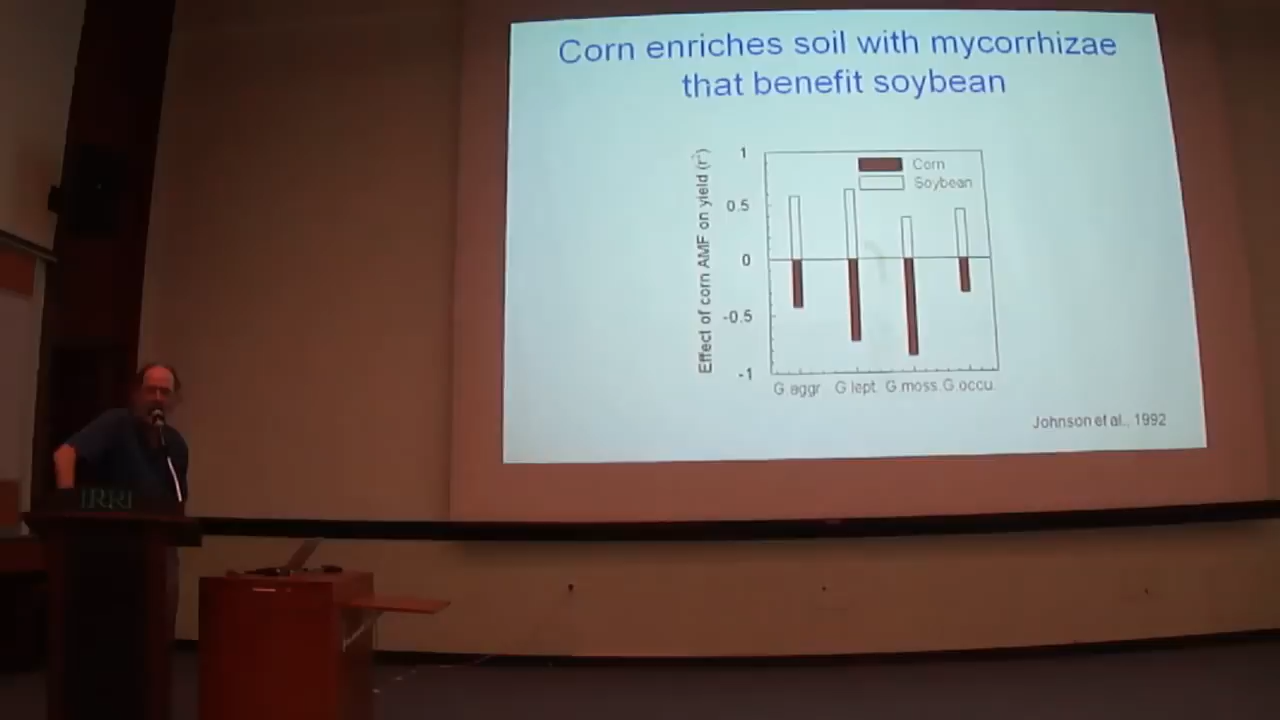 Corn enriches soil with mycorrhizae
that benefit soybean
Effect of corn AMF on yield (r²)
1
0.5
0
-0.5
-1
Corn
Soybean
G.aggr G lept G moss G.occu
Johnson et al., 1992
IRRI